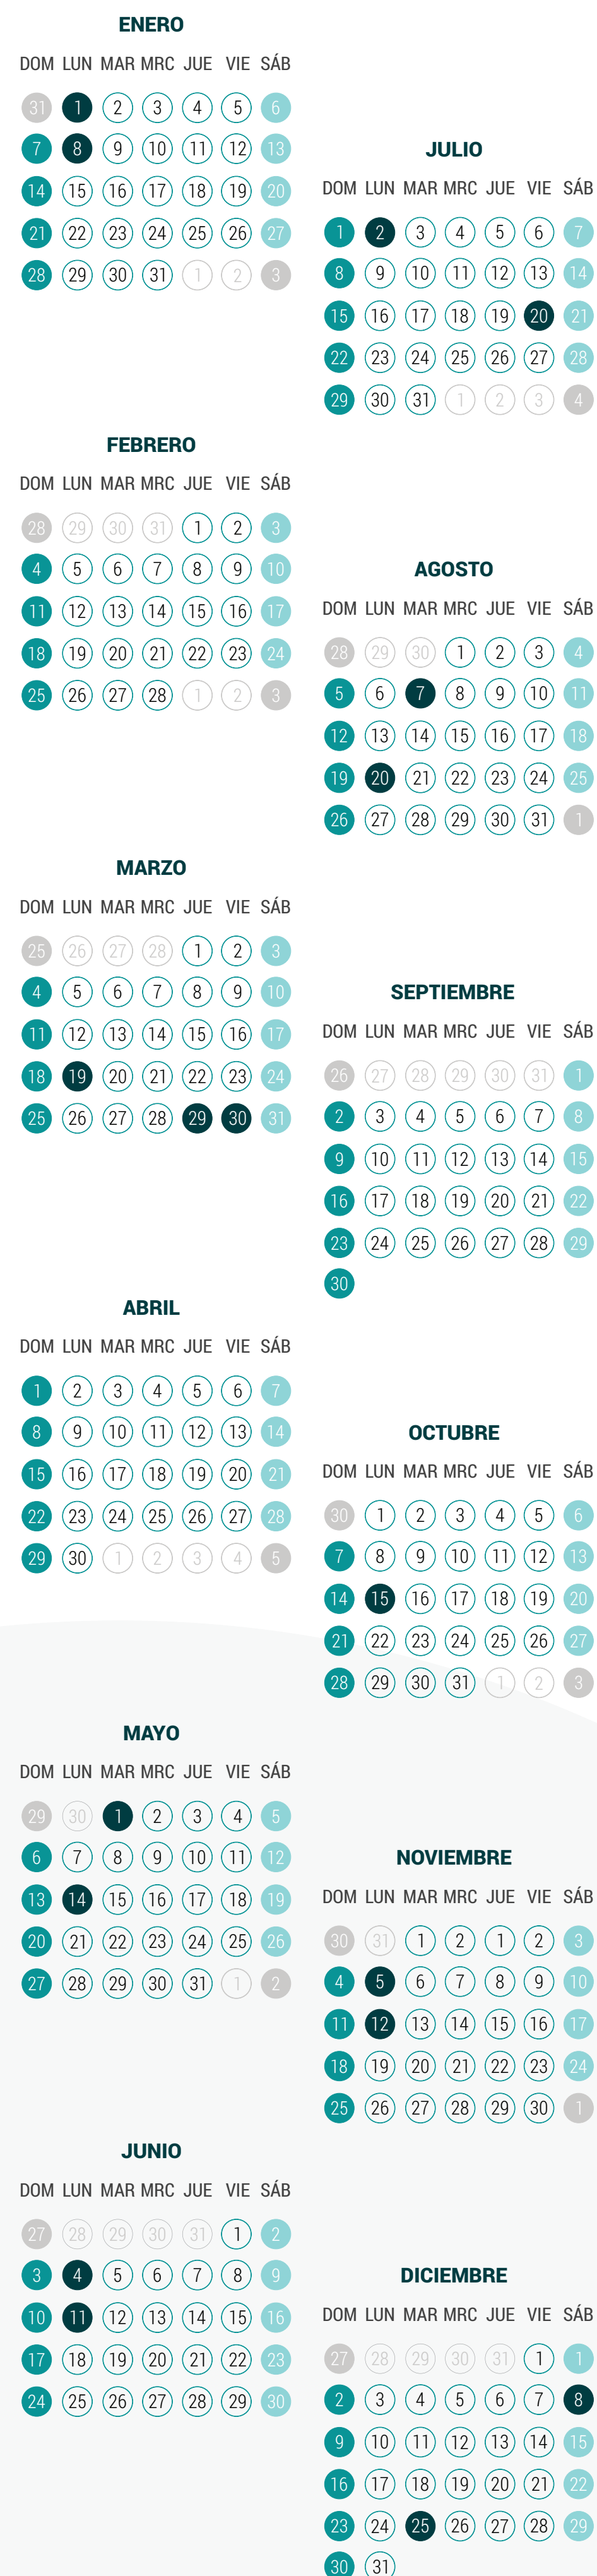 ENERO
DOM LUN MAR MRC JUE VIE SÁB
31 1 2 3 4 5 6
7 8 9 10 11 12 13
14 15 16 17 18 19 20
21 22 23 24 25 26 27
28 29 30 31 1 2 3
FEBRERO
DOM LUN MAR MRC JUE VIE SÁB
28 29 30 31 1 2 3
4 5 6 7 8 9 10
11 12 13 14 15 16 17
18 19 20 21 22 23 24
25 26 27 28 1 2 3
MARZO
DOM LUN MAR MRC JUE VIE SÁB
25 26 27 28 1 2 3
4 5 6 7 8 9 10
11 12 13 14 15 16 17
18 19 20 21 22 23 24
25 26 27 28 29 30 31
ABRIL
DOM LUN MAR MRC JUE VIE SÁB
1 2 3 4 5 6 7
8 9 10 11 12 13 14
15 16 17 18 19 20 21
22 23 24 25 26 27 28
29 30 1 2 3 4 5
MAYO
DOM LUN MAR MRC JUE VIE SÁB
29 30 1 2 3 4 5
6 7 8 9 10 11 12
13 14 15 16 17 18 19
20 21 22 23 24 25 26
27 28 29 30 31 1 2
JUNIO
DOM LUN MAR MRC JUE VIE SÁB
27 28 29 30 31 1 2
3 4 5 6 7 8 9
10 11 12 13 14 15 16
17 18 19 20 21 22 23
24 25 26 27 28 29 30
JULIO
DOM LUN MAR MRC JUE VIE SÁB
1 2 3 4 5 6 7
8 9 10 11 12 13 14
15 16 17 18 19 20 21
22 23 24 25 26 27 28
29 30 31 1 2 3 4
AGOSTO
DOM LUN MAR MRC JUE VIE SÁB
28 29 30 1 2 3 4
5 6 7 8 9 10 11
12 13 14 15 16 17 18
19 20 21 22 23 24 25
26 27 28 29 30 31 1
SEPTIEMBRE
DOM LUN MAR MRC JUE VIE SÁB
26 27 28 29 30 31 1
2 3 4 5 6 7 8
9 10 11 12 13 14 15
16 17 18 19 20 21 22
23 24 25 26 27 28 29
30
OCTUBRE
DOM LUN MAR MRC JUE VIE SÁB
30 1 2 3 4 5 6
7 8 9 10 11 12 13
14 15 16 17 18 19 20
21 22 23 24 25 26 27
28 29 30 31 1 2 3
NOVIEMBRE
DOM LUN MAR MRC JUE VIE SÁB
30 31 1 2 1 2 3
4 5 6 7 8 9 10
11 12 13 14 15 16 17
18 19 20 21 22 23 24
25 26 27 28 29 30 1
DICIEMBRE
DOM LUN MAR MRC JUE VIE SÁB
27 28 29 30 31 1 1
2 3 4 5 6 7 8
9 10 11 12 13 14 15
16 17 18 19 20 21 22
23 24 25 26 27 28 29
30 31